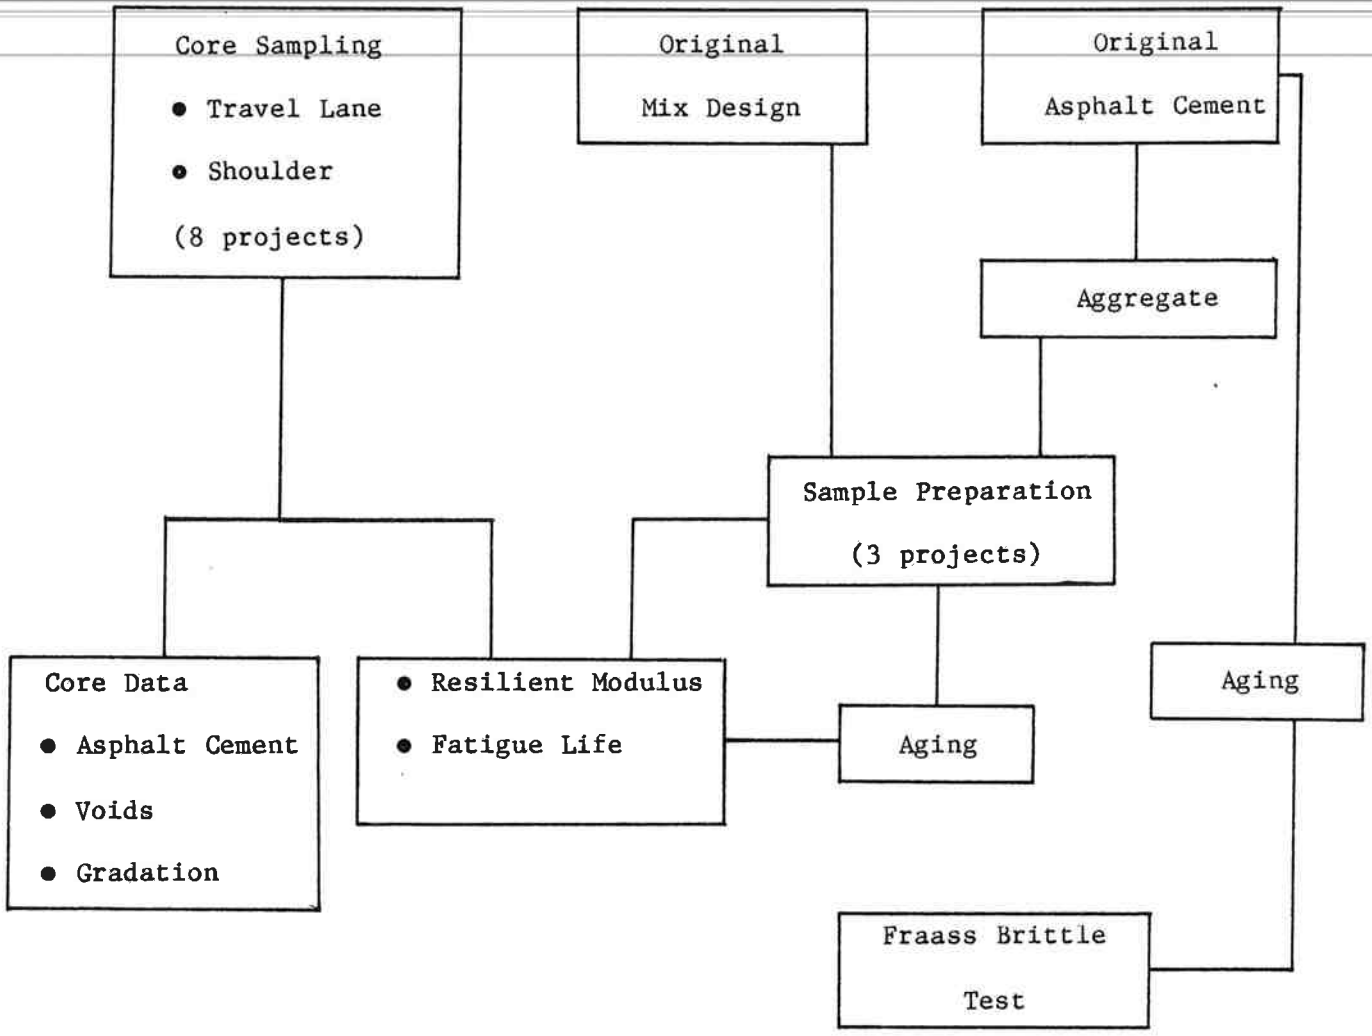 Core Sampling
● Travel Lane
● Shoulder
(8 projects)
Original
Mix Design
Original
Asphalt Cement
Aggregate
Sample Preparation
(3 projects)
Core Data
● Asphalt Cement
● Voids
● Gradation
● Resilient Modulus
● Fatigue Life
Aging
Aging
Fraass Brittle
Test